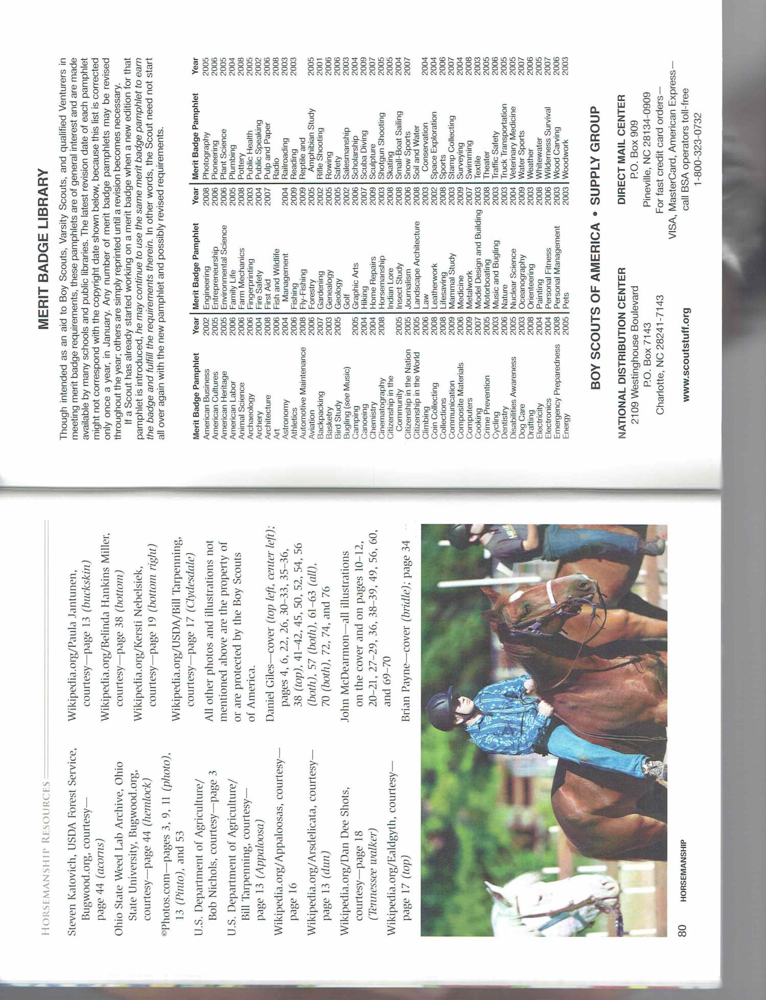 HORSEMANSHIP RESOURCES
Steven Katovich, USDA Forest Service,
Bugwood.org, courtesy—
page 44 (acorns)
Ohio State Weed Lab Archive, Ohio
State University, Bugwood.org,
courtesy—page 44 (hemlock)
©Photos.com—pages 3, 9, 11 (photo),
13 (Pinto), and 53
U.S. Department of Agriculture/
Bob Nichols, courtesy—page 3
U.S. Department of Agriculture/
Bill Tarpenning, courtesy—
page 13 (Appaloosa)
Wikipedia.org/Appaloosas, courtesy—
page 16
Wikipedia.org/Arsdelicata, courtesy—
page 13 (dun)
Wikipedia.org/Dan Dee Shots,
courtesy—page 18
(Tennessee walker)
Wikipedia.org/Ealdgyth, courtesy—
page 17 (top)
Wikipedia.org/Paula Jantunen,
courtesy—page 13 (buckskin)
Wikipedia.org/Belinda Hankins Miller,
courtesy—page 38 (bottom)
Wikipedia.org/Kersti Nebelsiek,
courtesy—page 19 (bottom right)
Wikipedia.org/USDA/Bill Tarpenning,
courtesy—page 17 (Clydesdale)
All other photos and illustrations not
mentioned above are the property of
or are protected by the Boy Scouts
of America.
Daniel Giles—cover (top left, center left);
pages 4, 6, 22, 26, 30–33, 35–36,
38 (top), 41–42, 45, 50, 52, 54, 56
(both), 57 (both), 61–63 (all),
70 (both), 72, 74, and 76
John McDearmon—all illustrations
on the cover and on pages 10–12,
20–21, 27–29, 36, 38–39, 49, 56, 60,
and 69–70
Brian Payne—cover (bridle); page 34
80 HORSEMANSHIP
MERIT BADGE LIBRARY
Though intended as an aid to Boy Scouts, Varsity Scouts, and qualified Venturers in
meeting merit badge requirements, these pamphlets are of general interest and are made
available by many schools and public libraries. The latest revision date of each pamphlet
might not correspond with the copyright date shown below, because this list is corrected
only once a year, in January. Any number of merit badge pamphlets may be revised
throughout the year; others are simply reprinted until a revision becomes necessary.
If a Scout has already started working on a merit badge when a new edition for that
pamphlet is introduced, he may continue to use the same merit badge pamphlet to earn
the badge and fulfill the requirements therein. In other words, the Scout need not start
all over again with the new pamphlet and possibly revised requirements.
Merit Badge Pamphlet Year
American Business 2002
American Cultures 2005
American Heritage 2005
American Labor 2006
Animal Science 2006
Archaeology 2006
Archery 2004
Architecture 2008
Art 2006
Astronomy 2004
Athletics 2006
Automotive Maintenance 2008
Aviation 2006
Backpacking 2007
Basketry 2003
Bird Study 2005
Bugling (see Music)
Camping 2005
Canoeing 2004
Chemistry 2004
Cinematography 2008
Citizenship in the
Community 2005
Citizenship in the Nation 2005
Citizenship in the World 2005
Climbing 2006
Coin Collecting 2008
Collections 2008
Communication 2009
Composite Materials 2006
Computers 2009
Cooking 2007
Crime Prevention 2005
Cycling 2003
Dentistry 2006
Disabilities Awareness 2005
Dog Care 2003
Drafting 2008
Electricity 2004
Electronics 2004
Emergency Preparedness 2008
Energy 2005
Merit Badge Pamphlet Year
Engineering 2008
Entrepreneurship 2006
Environmental Science 2006
Family Life 2005
Farm Mechanics 2008
Fingerprinting 2003
Fire Safety 2004
First Aid 2007
Fish and Wildlife
Management 2004
Fishing 2009
Fly-Fishing 2009
Forestry 2005
Gardening 2002
Genealogy 2005
Geology 2005
Golf 2002
Graphic Arts 2006
Hiking 2007
Home Repairs 2009
Horsemanship 2003
Indian Lore 2008
Insect Study 2008
Journalism 2006
Landscape Architecture 2008
Law 2003
Leatherwork 2002
Lifesaving 2008
Mammal Study 2003
Medicine 2009
Metalwork 2007
Model Design and Building 2003
Motorboating 2008
Music and Bugling 2003
Nature 2003
Nuclear Science 2004
Oceanography 2009
Orienteering 2003
Painting 2008
Personal Fitness 2006
Personal Management 2003
Pets 2003
Merit Badge Pamphlet Year
Photography 2005
Pioneering 2006
Plant Science 2005
Plumbing 2004
Pottery 2008
Public Health 2005
Public Speaking 2002
Pulp and Paper 2006
Radio 2008
Railroading 2003
Reading 2003
Reptile and
Amphibian Study 2005
Rifle Shooting 2001
Rowing 2006
Safety 2006
Salesmanship 2003
Scholarship 2004
Scuba Diving 2009
Sculpture 2007
Shotgun Shooting 2005
Skating 2005
Small-Boat Sailing 2004
Snow Sports 2007
Soil and Water
Conservation 2004
Space Exploration 2004
Sports 2006
Stamp Collecting 2007
Surveying 2004
Swimming 2008
Textile 2003
Theater 2005
Traffic Safety 2006
Truck Transportation 2005
Veterinary Medicine 2005
Water Sports 2007
Weather 2006
Whitewater 2005
Wilderness Survival 2007
Wood Carving 2006
Woodwork 2003
BOY SCOUTS OF AMERICA • SUPPLY GROUP
NATIONAL DISTRIBUTION CENTER
2109 Westinghouse Boulevard
P.O. Box 7143
Charlotte, NC 28241-7143
www.scoutstuff.org
DIRECT MAIL CENTER
P.O. Box 909
Pineville, NC 28134-0909
For fast credit card orders—
VISA, MasterCard, American Express—
call BSA operators toll-free
1-800-323-0732